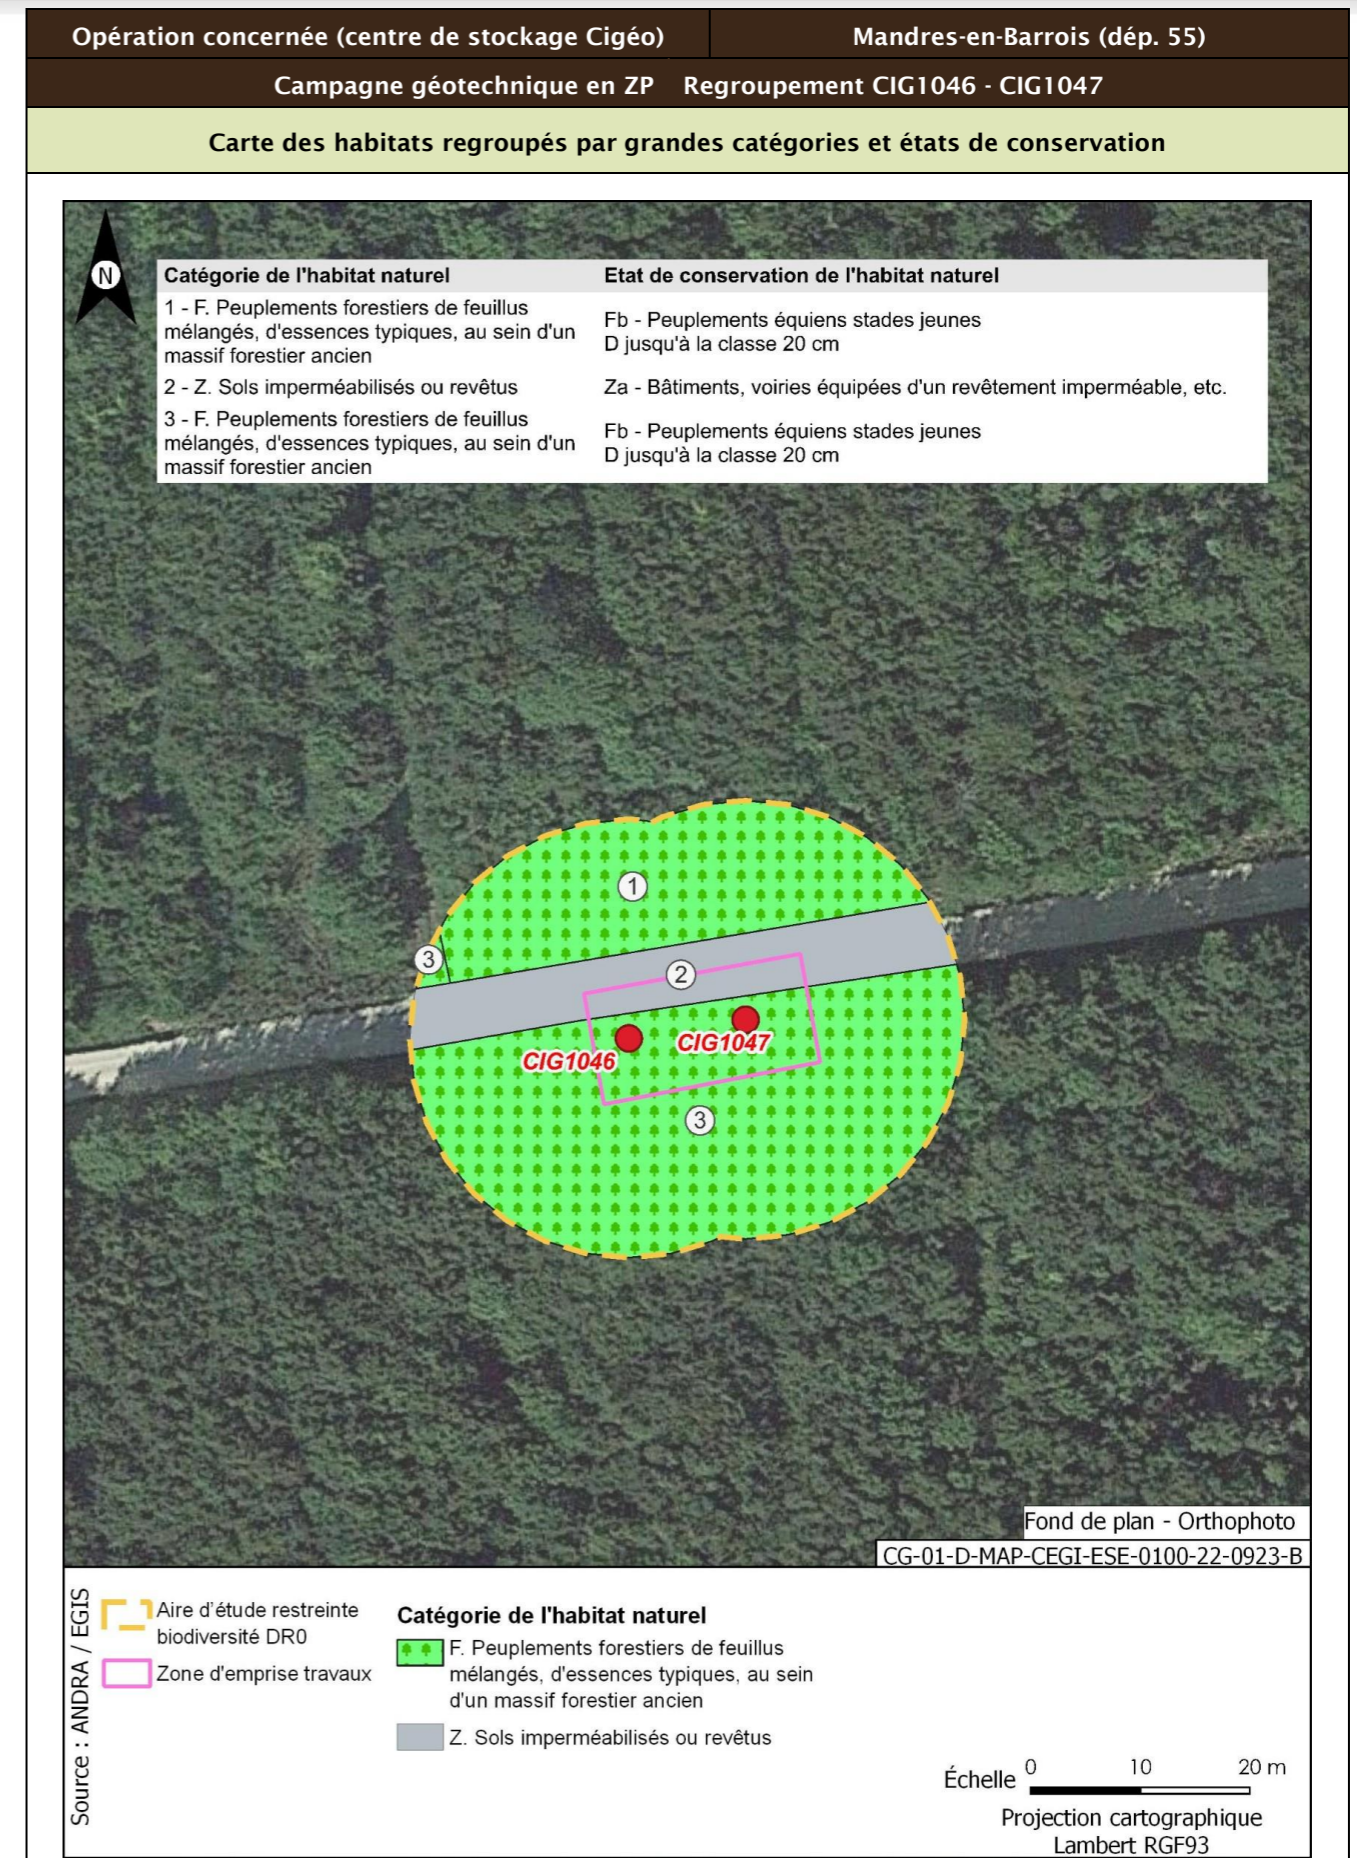 Opération concernée (centre de stockage Cigéo)
Mandres-en-Barrois (dép. 55)
Campagne géotechnique en ZP Regroupement CIG1046 - CIG1047
Carte des habitats regroupés par grandes catégories et états de conservation
N
Catégorie de l'habitat naturel
Etat de conservation de l'habitat naturel
1 - F. Peuplements forestiers de feuillus
mélangés, d'essences typiques, au sein d'un
massif forestier ancien
Fb - Peuplements équiens stades jeunes
D jusqu'à la classe 20 cm
2 - Z. Sols imperméabilisés ou revêtus
Za - Bâtiments, voiries équipées d'un revêtement imperméable, etc.
3 - F. Peuplements forestiers de feuillus
mélangés, d'essences typiques, au sein d'un
massif forestier ancien
Fb - Peuplements équiens stades jeunes
D jusqu'à la classe 20 cm
1
3
2
CIG1046
CIG1047
3
Fond de plan - Orthophoto
CG-01-D-MAP-CEGI-ESE-0100-22-0923-B
Source : ANDRA / EGIS
Aire d'étude restreinte
biodiversité DR0
Zone d'emprise travaux
Catégorie de l'habitat naturel
F. Peuplements forestiers de feuillus
mélangés, d'essences typiques, au sein
d'un massif forestier ancien
Z. Sols imperméabilisés ou revêtus
Échelle 0 10 20 m
Projection cartographique
Lambert RGF93